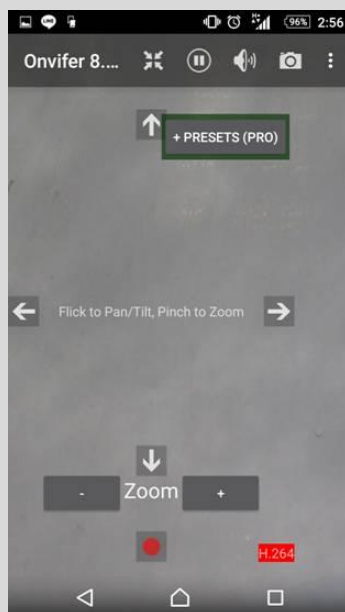 96% 2:56
Onvifer 8....
+ PRESETS (PRO)
Flick to Pan/Tilt, Pinch to Zoom
- Zoom +
H.264